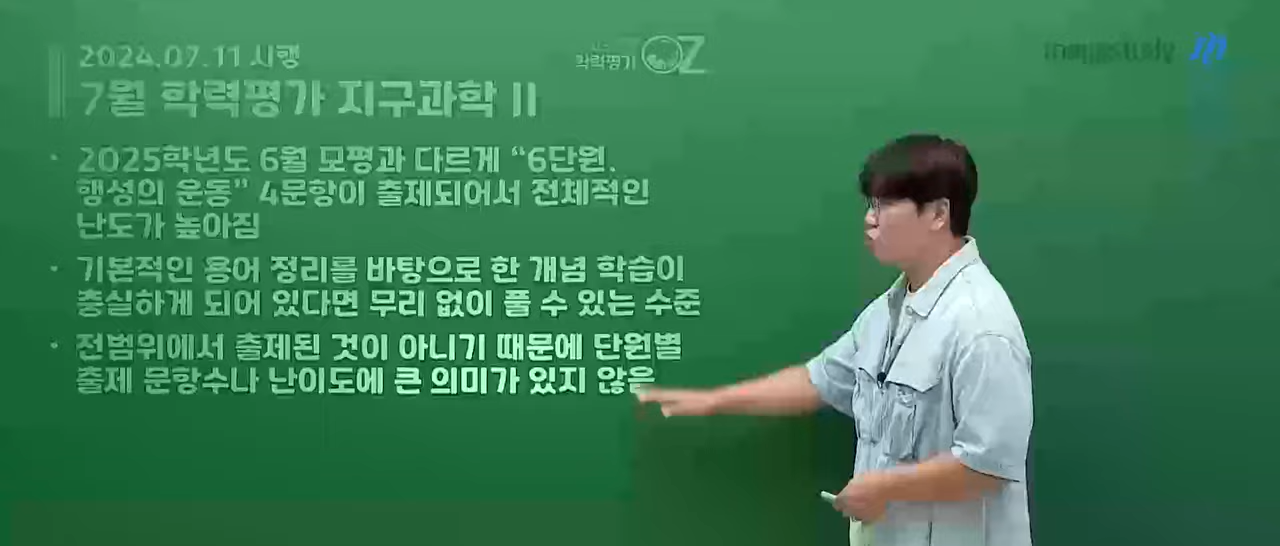 2024.07.11 시행
7월 학력평가 지구과학 II
학력평가 OZ
megastudy
2025학년도 6월 모평과 다르게 “6단원.
행성의 운동” 4문항이 출제되어서 전체적인
난도가 높아짐
기본적인 용어 정리를 바탕으로 한 개념 학습이
충실하게 되어 있다면 무리 없이 풀 수 있는 수준
전범위에서 출제된 것이 아니기 때문에 단원별
출제 문항수나 난이도에 큰 의미가 있지 않음